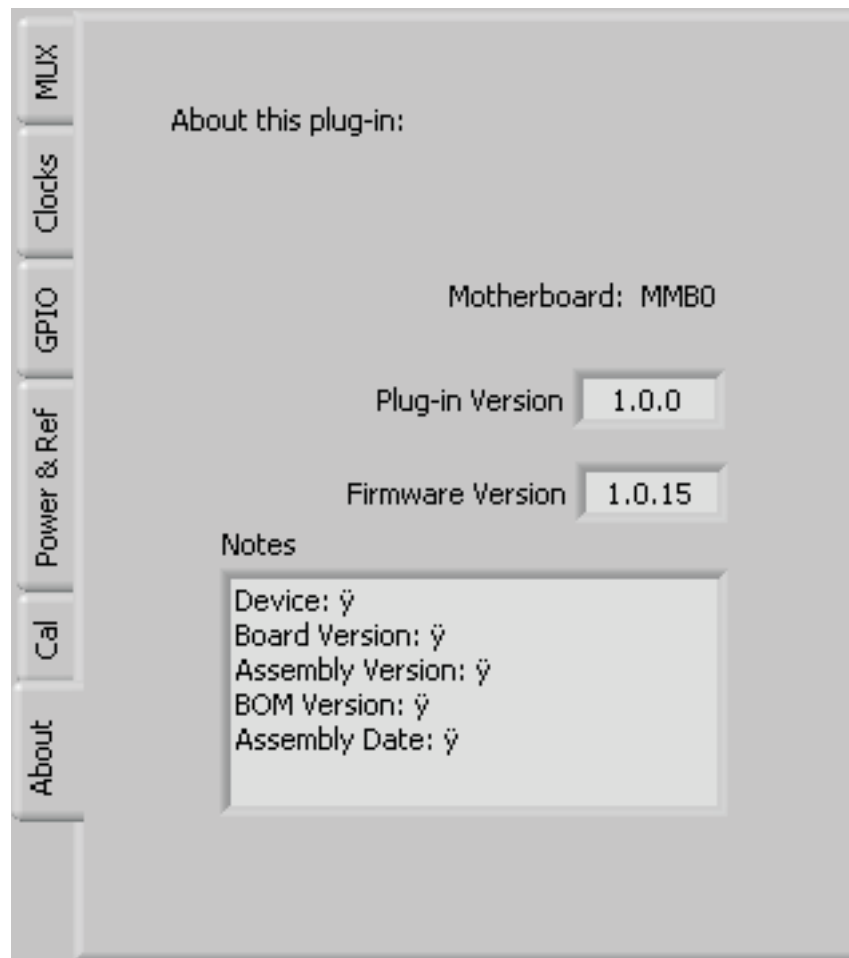 MUX
Clocks
GPIO
Power & Ref
Cal
About
About this plug-in:
Motherboard: MMB0
Plug-in Version 1.0.0
Firmware Version 1.0.15
Notes
Device: ÿ
Board Version: ÿ
Assembly Version: ÿ
BOM Version: ÿ
Assembly Date: ÿ